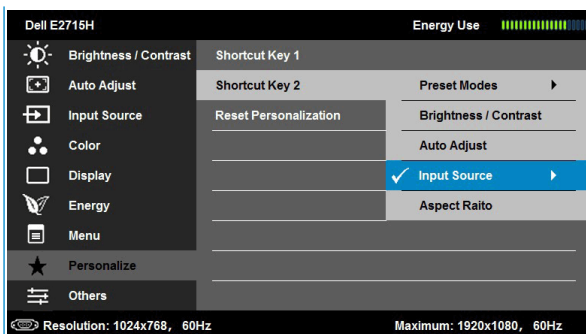 Dell E2715H Energy Use
Brightness / Contrast Shortcut Key 1
Auto Adjust Shortcut Key 2 Preset Modes
Input Source Reset Personalization Brightness / Contrast
Color Auto Adjust
Display Input Source
Energy Aspect Raito
Menu
Personalize
Others
Resolution: 1024x768, 60Hz Maximum: 1920x1080, 60Hz